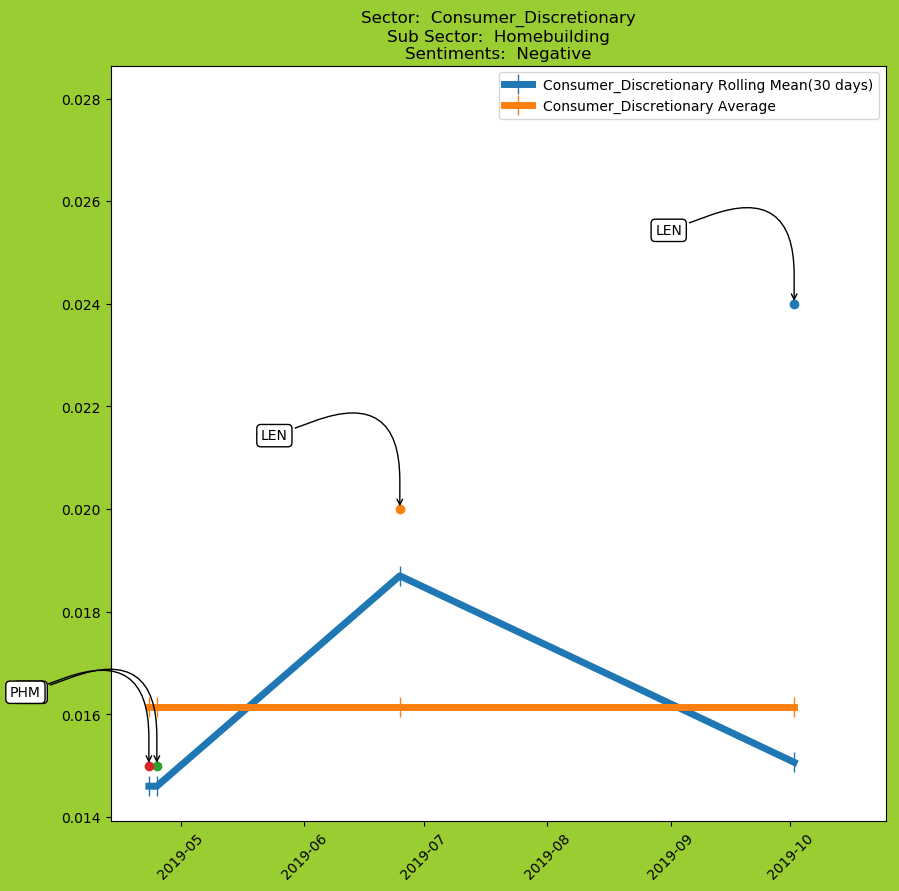 Sector:  Consumer_Discretionary
Sub Sector:  Homebuilding
Sentiments:  Negative
Consumer_Discretionary Rolling Mean(30 days)
Consumer_Discretionary Average
0.028
0.026
0.024
0.022
0.020
0.018
0.016
0.014
LEN
LEN
PHM
2019-05
2019-06
2019-07
2019-08
2019-09
2019-10